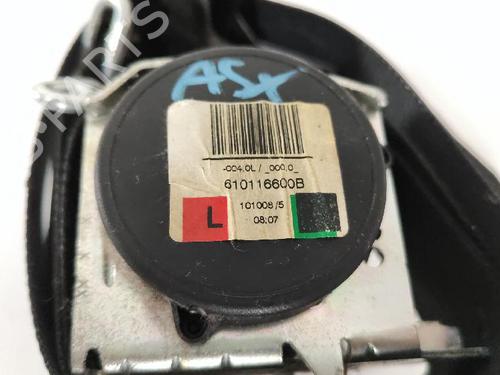 ASX
-004.0L / _000.0_
610116600B
L
101008/5
08:07